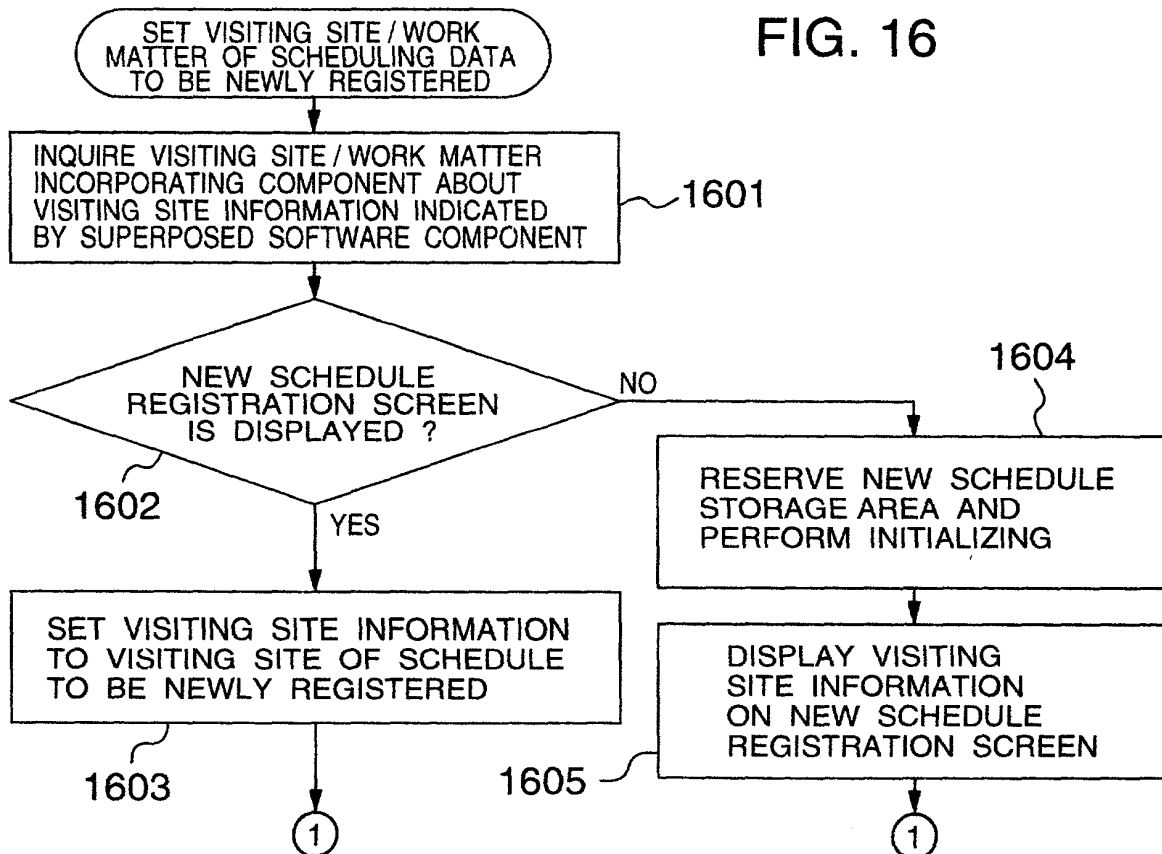 FIG. 16
SET VISITING SITE / WORK
MATTER OF SCHEDULING DATA
TO BE NEWLY REGISTERED
INQUIRE VISITING SITE / WORK MATTER
INCORPORATING COMPONENT ABOUT
VISITING SITE INFORMATION INDICATED
BY SUPERPOSED SOFTWARE COMPONENT
1601
NEW SCHEDULE
REGISTRATION SCREEN
IS DISPLAYED ?
1602
NO
YES
1604
RESERVE NEW SCHEDULE
STORAGE AREA AND
PERFORM INITIALIZING
SET VISITING SITE INFORMATION
TO VISITING SITE OF SCHEDULE
TO BE NEWLY REGISTERED
1603
DISPLAY VISITING
SITE INFORMATION
ON NEW SCHEDULE
REGISTRATION SCREEN
1605
1
1